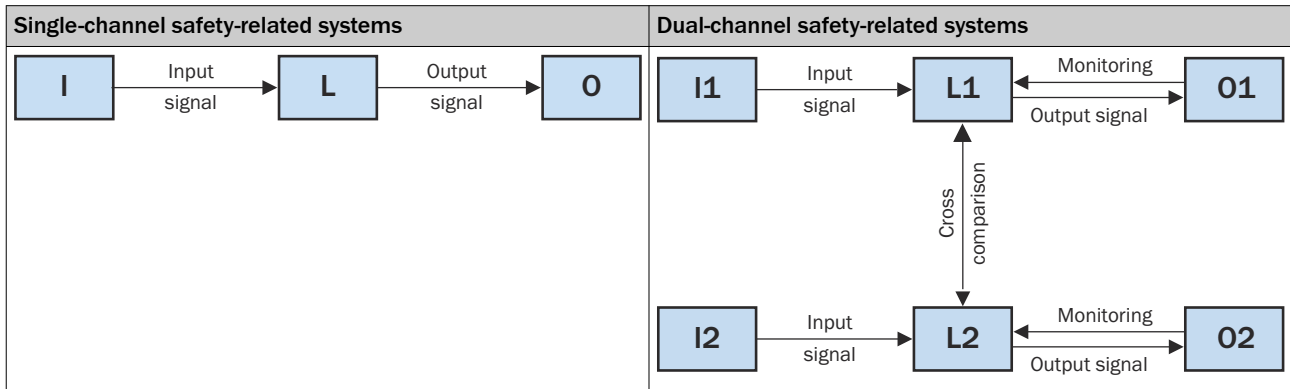 Single-channel safety-related systems
I
Input
signal
L
Output
signal
O
Dual-channel safety-related systems
I1
Input
signal
L1
Monitoring
Output signal
O1
Cross
comparison
I2
Input
signal
L2
Monitoring
Output signal
O2